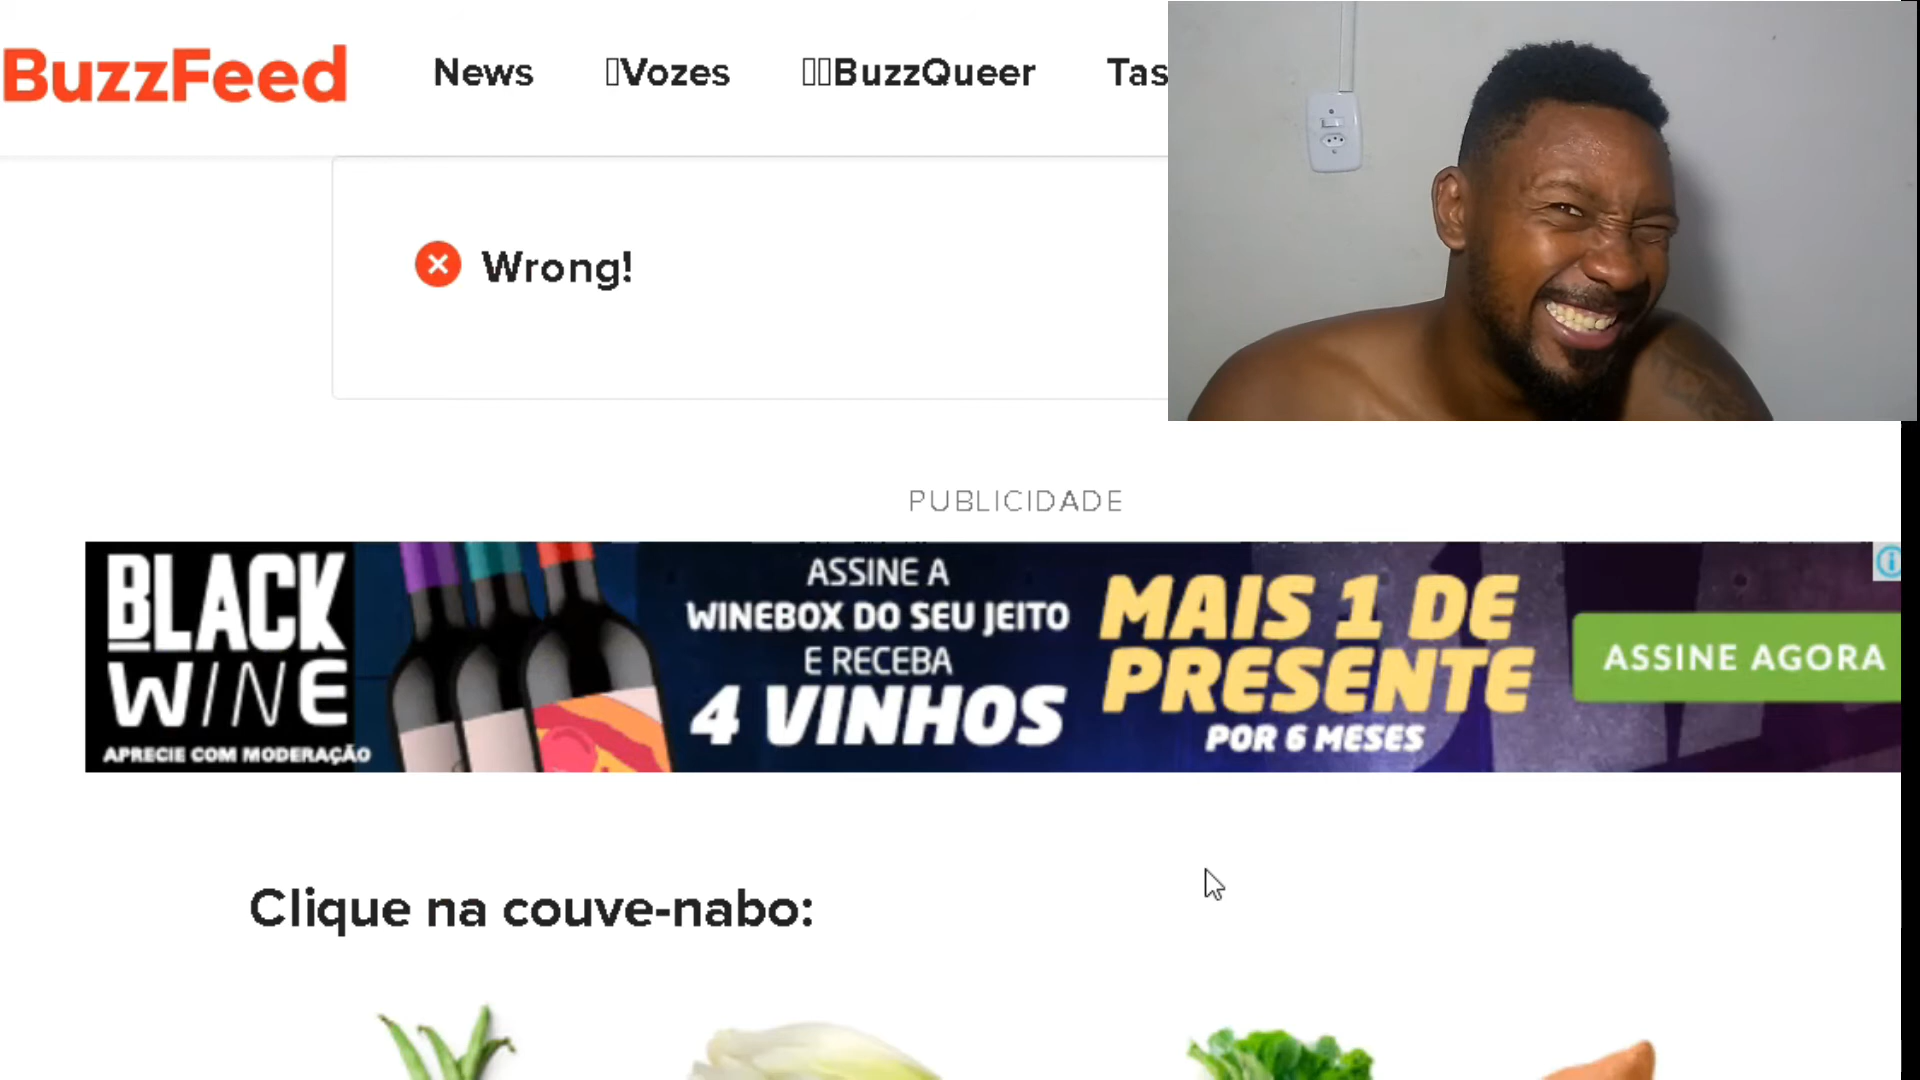 BuzzFeed
News
Vozes
BuzzQueer
Tas
Wrong!
PUBLICIDADE
BLACK
WINE
APRECIE COM MODERAÇÃO
ASSINE A
WINEBOX DO SEU JEITO
E RECEBA
4 VINHOS
MAIS 1 DE
PRESENTE
POR 6 MESES
ASSINE AGORA
Clique na couve-nabo: